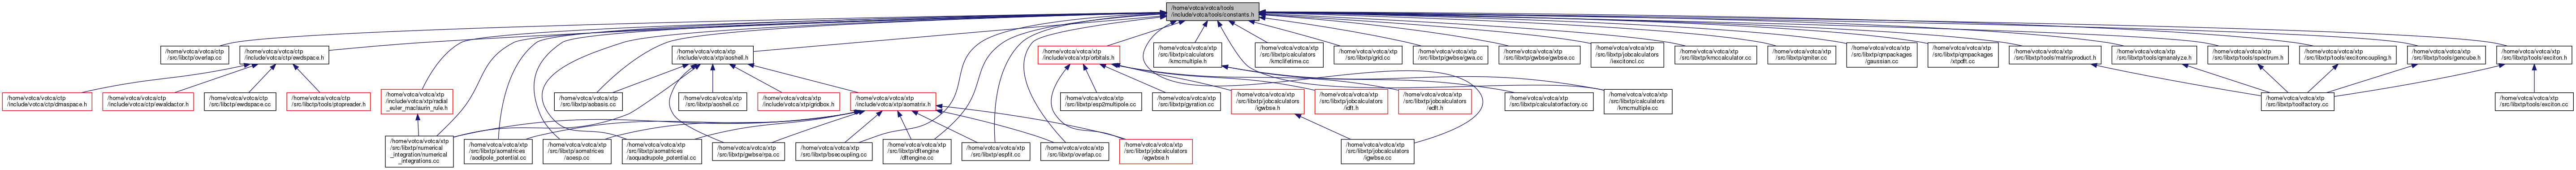 /home/votca/votca/tools
/include/votca/tools/constants.h
/home/votca/votca/ctp
/src/libctp/overlap.cc
/home/votca/votca/ctp
/include/votca/ctp/ewdspace.h
/home/votca/votca/xtp
/include/votca/xtp/aoshell.h
/home/votca/votca/xtp
/include/votca/xtp/orbitals.h
/home/votca/votca/xtp
/src/libxtp/calculators
/kmcmultiple.h
/home/votca/votca/xtp
/src/libxtp/calculators
/kmclifetime.cc
/home/votca/votca/xtp
/src/libxtp/grid.cc
/home/votca/votca/xtp
/src/libxtp/gwbse/gwa.cc
/home/votca/votca/xtp
/src/libxtp/gwbse/gwbse.cc
/home/votca/votca/xtp
/src/libxtp/jobcalculators
/iexcitoncl.cc
/home/votca/votca/xtp
/src/libxtp/kmccalculator.cc
/home/votca/votca/xtp
/src/libxtp/qmiter.cc
/home/votca/votca/xtp
/src/libxtp/qmpackages
/gaussian.cc
/home/votca/votca/xtp
/src/libxtp/qmpackages
/xtpdft.cc
/home/votca/votca/xtp
/src/libxtp/tools/matrixproduct.h
/home/votca/votca/xtp
/src/libxtp/tools/qmanalyze.h
/home/votca/votca/xtp
/src/libxtp/tools/spectrum.h
/home/votca/votca/xtp
/src/libxtp/tools/excitoncoupling.h
/home/votca/votca/xtp
/src/libxtp/tools/gencube.h
/home/votca/votca/xtp
/src/libxtp/tools/exciton.h
/home/votca/votca/ctp
/include/votca/ctp/dmaspace.h
/home/votca/votca/ctp
/include/votca/ctp/ewaldactor.h
/home/votca/votca/ctp
/src/libctp/ewdspace.cc
/home/votca/votca/ctp
/src/libctp/tools/ptopreader.h
/home/votca/votca/xtp
/include/votca/xtp/radial
_euler_maclaurin_rule.h
/home/votca/votca/xtp
/src/libxtp/aobasis.cc
/home/votca/votca/xtp
/src/libxtp/aoshell.cc
/home/votca/votca/xtp
/include/votca/xtp/gridbox.h
/home/votca/votca/xtp
/include/votca/xtp/aomatrix.h
/home/votca/votca/xtp
/src/libxtp/esp2multipole.cc
/home/votca/votca/xtp
/src/libxtp/gyration.cc
/home/votca/votca/xtp
/src/libxtp/jobcalculators
/igwbse.h
/home/votca/votca/xtp
/src/libxtp/jobcalculators
/idft.h
/home/votca/votca/xtp
/src/libxtp/jobcalculators
/edft.h
/home/votca/votca/xtp
/src/libxtp/calculatorfactory.cc
/home/votca/votca/xtp
/src/libxtp/calculators
/kmcmultiple.cc
/home/votca/votca/xtp
/src/libxtp/toolfactory.cc
/home/votca/votca/xtp
/src/libxtp/tools/exciton.cc
/home/votca/votca/xtp
/src/libxtp/numerical
_integration/numerical
_integrations.cc
/home/votca/votca/xtp
/src/libxtp/aomatrices
/aodipole_potential.cc
/home/votca/votca/xtp
/src/libxtp/aomatrices
/aoesp.cc
/home/votca/votca/xtp
/src/libxtp/aomatrices
/aoquadrupole_potential.cc
/home/votca/votca/xtp
/src/libxtp/gwbse/rpa.cc
/home/votca/votca/xtp
/src/libxtp/bsecoupling.cc
/home/votca/votca/xtp
/src/libxtp/dftengine
/dftengine.cc
/home/votca/votca/xtp
/src/libxtp/espfit.cc
/home/votca/votca/xtp
/src/libxtp/overlap.cc
/home/votca/votca/xtp
/src/libxtp/jobcalculators
/egwbse.h
/home/votca/votca/xtp
/src/libxtp/jobcalculators
/igwbse.cc